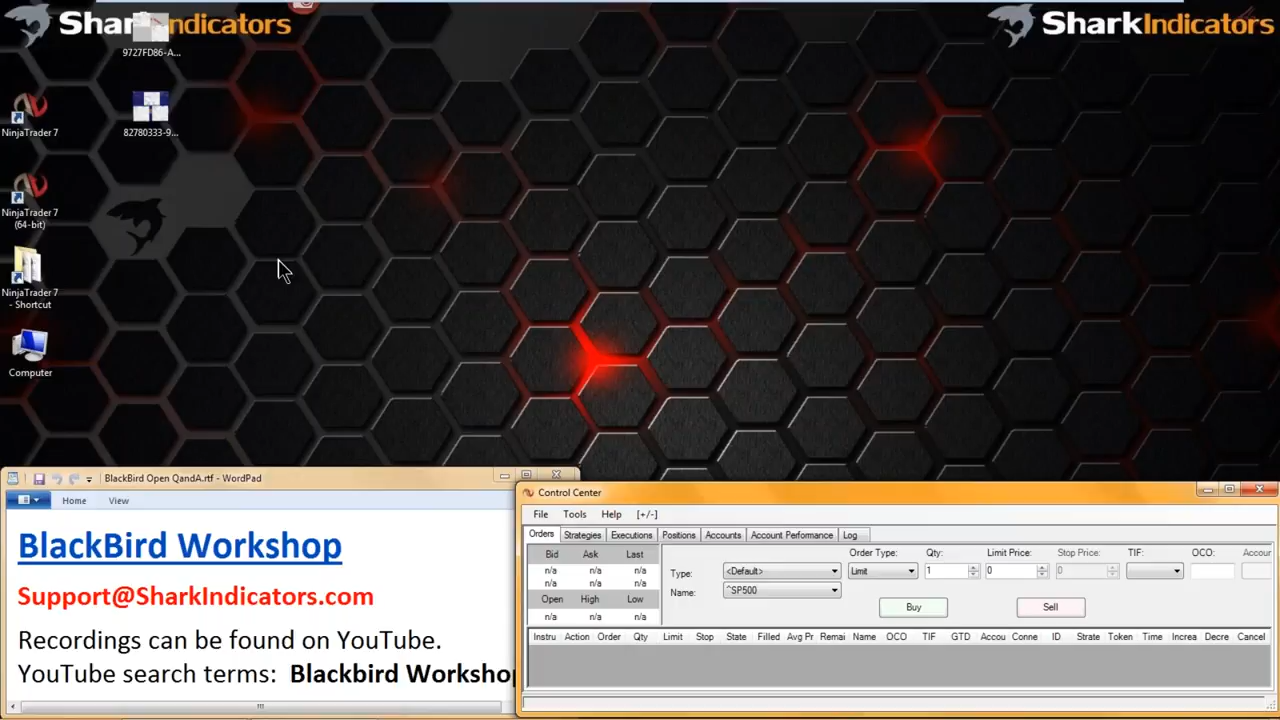 SharkIndicators
SharkIndicators
9727FD86-A...
NinjaTrader 7
82780333-9...
NinjaTrader 7
(64-bit)
NinjaTrader 7
- Shortcut
Computer
BlackBird Open QandA.rtf - WordPad
Home View
BlackBird Workshop
Support@SharkIndicators.com
Recordings can be found on YouTube.
YouTube search terms: Blackbird Workshop
Control Center
File Tools Help [+/-]
Orders Strategies Executions Positions Accounts Account Performance Log
Bid Ask Last
n/a n/a n/a
n/a n/a n/a
Open High Low
n/a n/a n/a
Order Type: Qty: Limit Price: Stop Price: TIF: OCO: Accour
Type: <Default> Limit 1 0 0
Name: ^SP500
Buy Sell
Instru Action Order Qty Limit Stop State Filled Avg Pr Remai Name OCO TIF GTD Accou Conne ID Strate Token Time Increa Decre Cancel